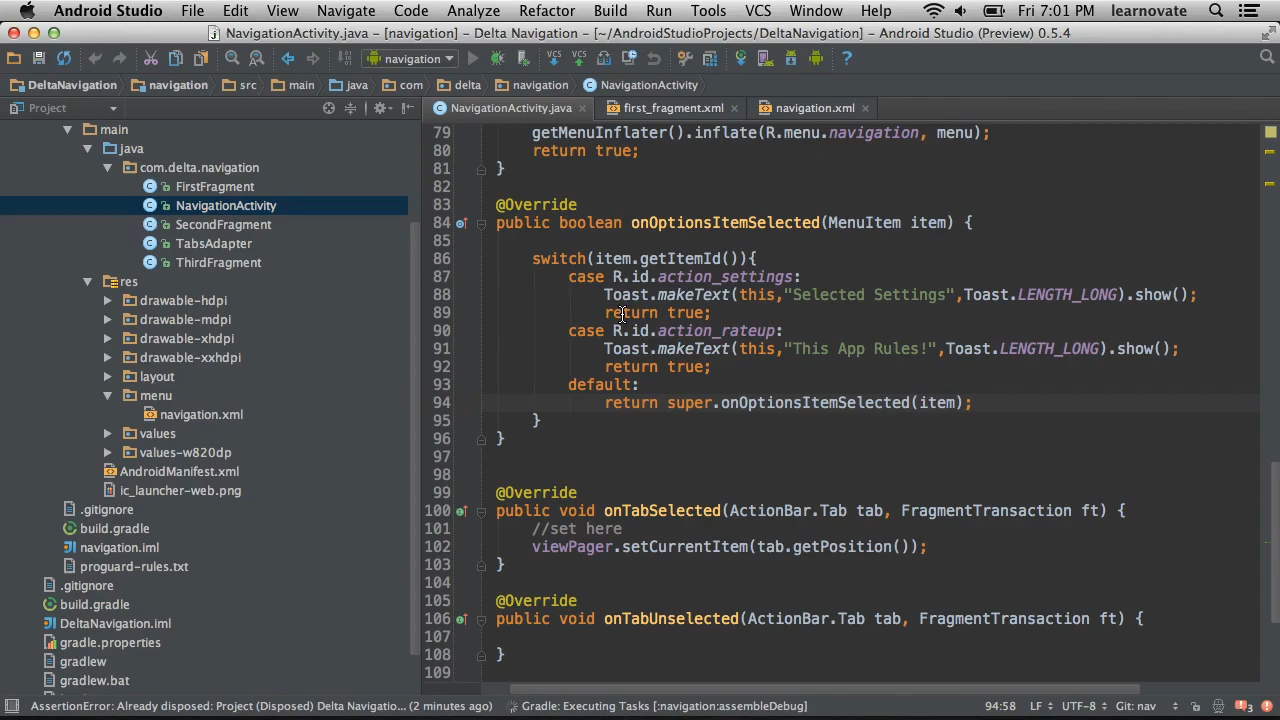 Android Studio File Edit View Navigate Code Analyze Refactor Build Run Tools VCS Window Help Fri 7:01 PM learnovate
NavigationActivity.java - [navigation] - Delta Navigation - [~/AndroidStudioProjects/DeltaNavigation] - Android Studio (Preview) 0.5.4
navigation VCS VCS ?
DeltaNavigation navigation src main java com delta navigation NavigationActivity
Project
main
java
com.delta.navigation
FirstFragment
NavigationActivity
SecondFragment
TabsAdapter
ThirdFragment
res
drawable-hdpi
drawable-mdpi
drawable-xhdpi
drawable-xxhdpi
layout
menu
navigation.xml
values
values-w820dp
AndroidManifest.xml
ic_launcher-web.png
.gitignore
build.gradle
navigation.iml
proguard-rules.txt
.gitignore
build.gradle
DeltaNavigation.iml
gradle.properties
gradlew
gradlew.bat
NavigationActivity.java first_fragment.xml navigation.xml
79 getMenuInflater().inflate(R.menu.navigation, menu);
80 return true;
81 }
82
83 @Override
84 public boolean onOptionsItemSelected(MenuItem item) {
85
86 switch(item.getItemId()){
87 case R.id.action_settings:
88 Toast.makeText(this,"Selected Settings",Toast.LENGTH_LONG).show();
89 return true;
90 case R.id.action_rateup:
91 Toast.makeText(this,"This App Rules!",Toast.LENGTH_LONG).show();
92 return true;
93 default:
94 return super.onOptionsItemSelected(item);
95 }
96 }
97
98
99 @Override
100 public void onTabSelected(ActionBar.Tab tab, FragmentTransaction ft) {
101 //set here
102 viewPager.setCurrentItem(tab.getPosition());
103 }
104
105 @Override
106 public void onTabUnselected(ActionBar.Tab tab, FragmentTransaction ft) {
107
108 }
109
AssertionError: Already disposed: Project (Disposed) Delta Navigatio... (2 minutes ago) Gradle: Executing Tasks [:navigation:assembleDebug] 94:58 LF UTF-8 Git: nav 3